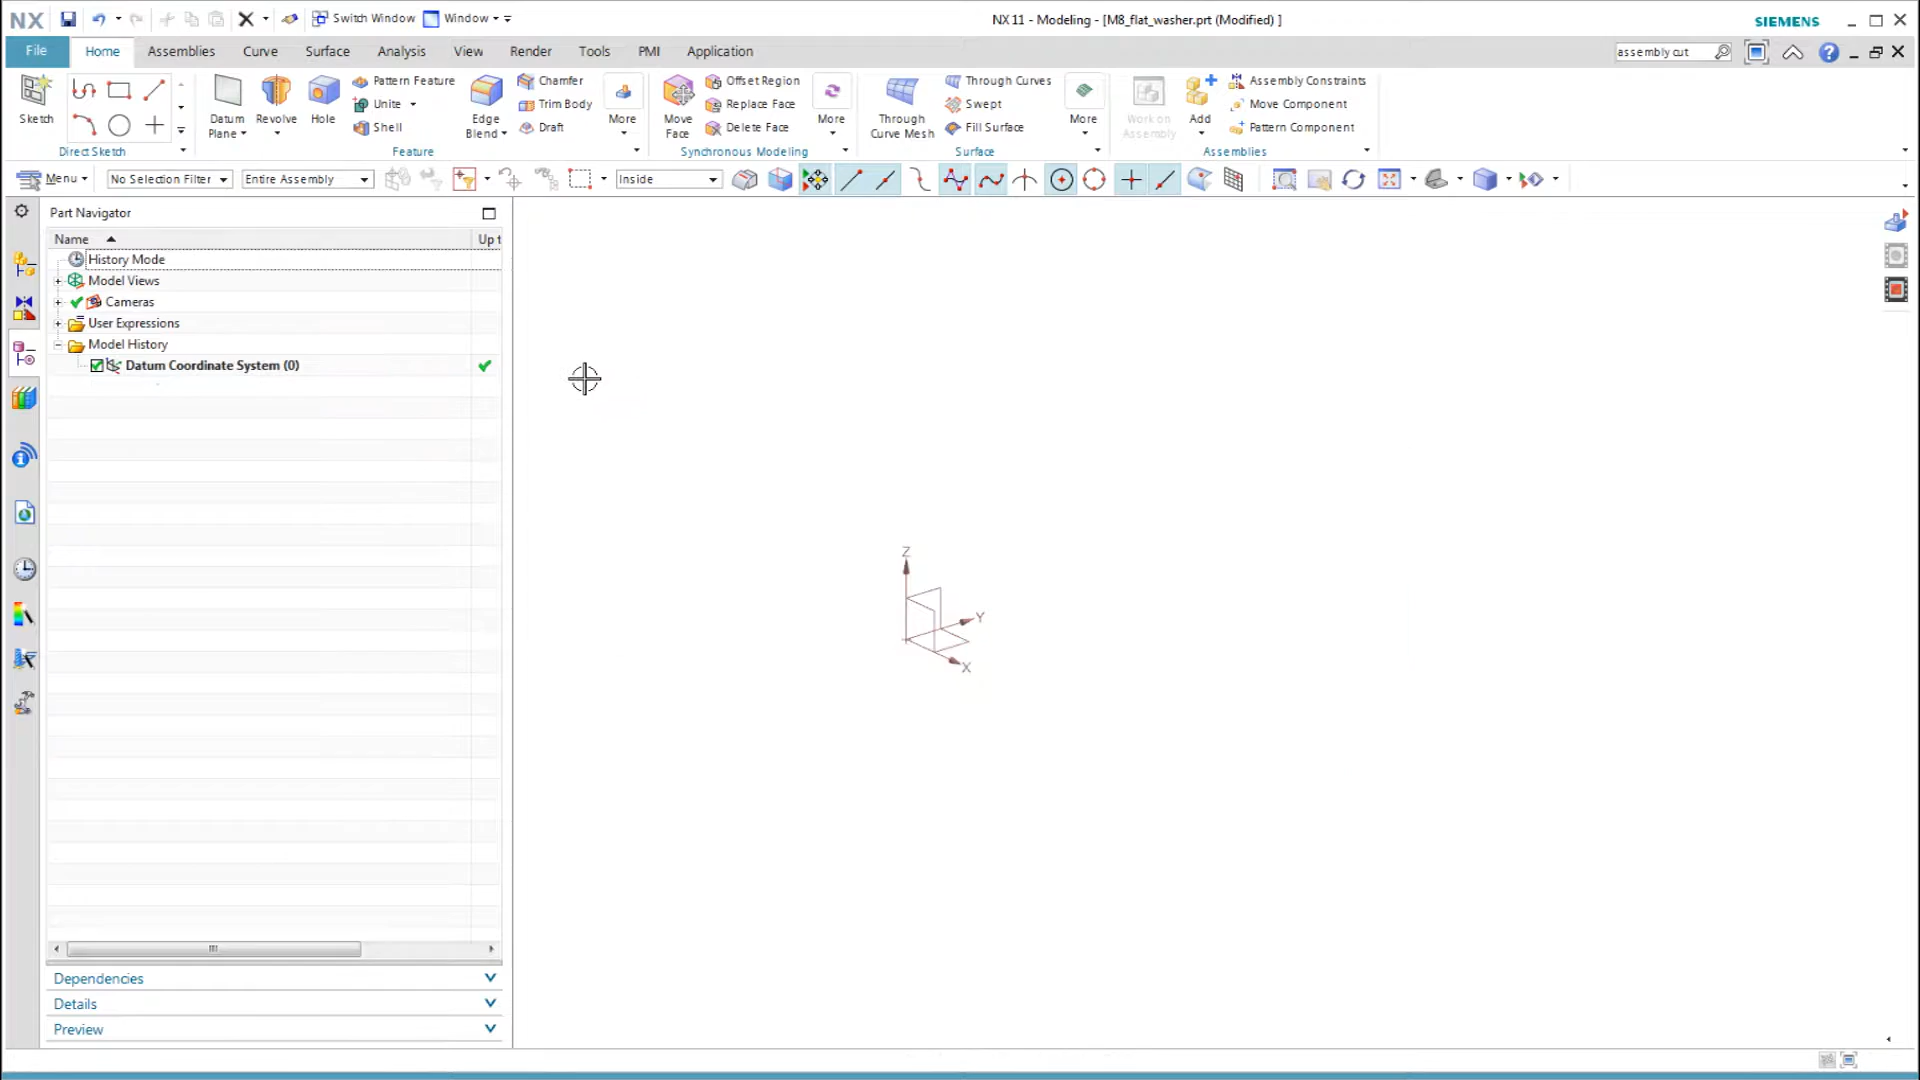 NX
Switch Window
Window
NX 11 - Modeling - [M8_flat_washer.prt (Modified) ]
SIEMENS
File
Home
Assemblies
Curve
Surface
Analysis
View
Render
Tools
PMI
Application
assembly cut
Sketch
Direct Sketch
Datum Plane
Revolve
Hole
Pattern Feature
Unite
Shell
Edge Blend
Chamfer
Trim Body
Draft
More
Feature
Move Face
Offset Region
Replace Face
Delete Face
More
Synchronous Modeling
Through Curve Mesh
Through Curves
Swept
Fill Surface
More
Surface
Work on Assembly
Add
Assembly Constraints
Move Component
Pattern Component
Assemblies
Menu
No Selection Filter
Entire Assembly
Inside
Part Navigator
Name
Up t
History Mode
Model Views
Cameras
User Expressions
Model History
Datum Coordinate System (0)
Z
Y
X
Dependencies
Details
Preview